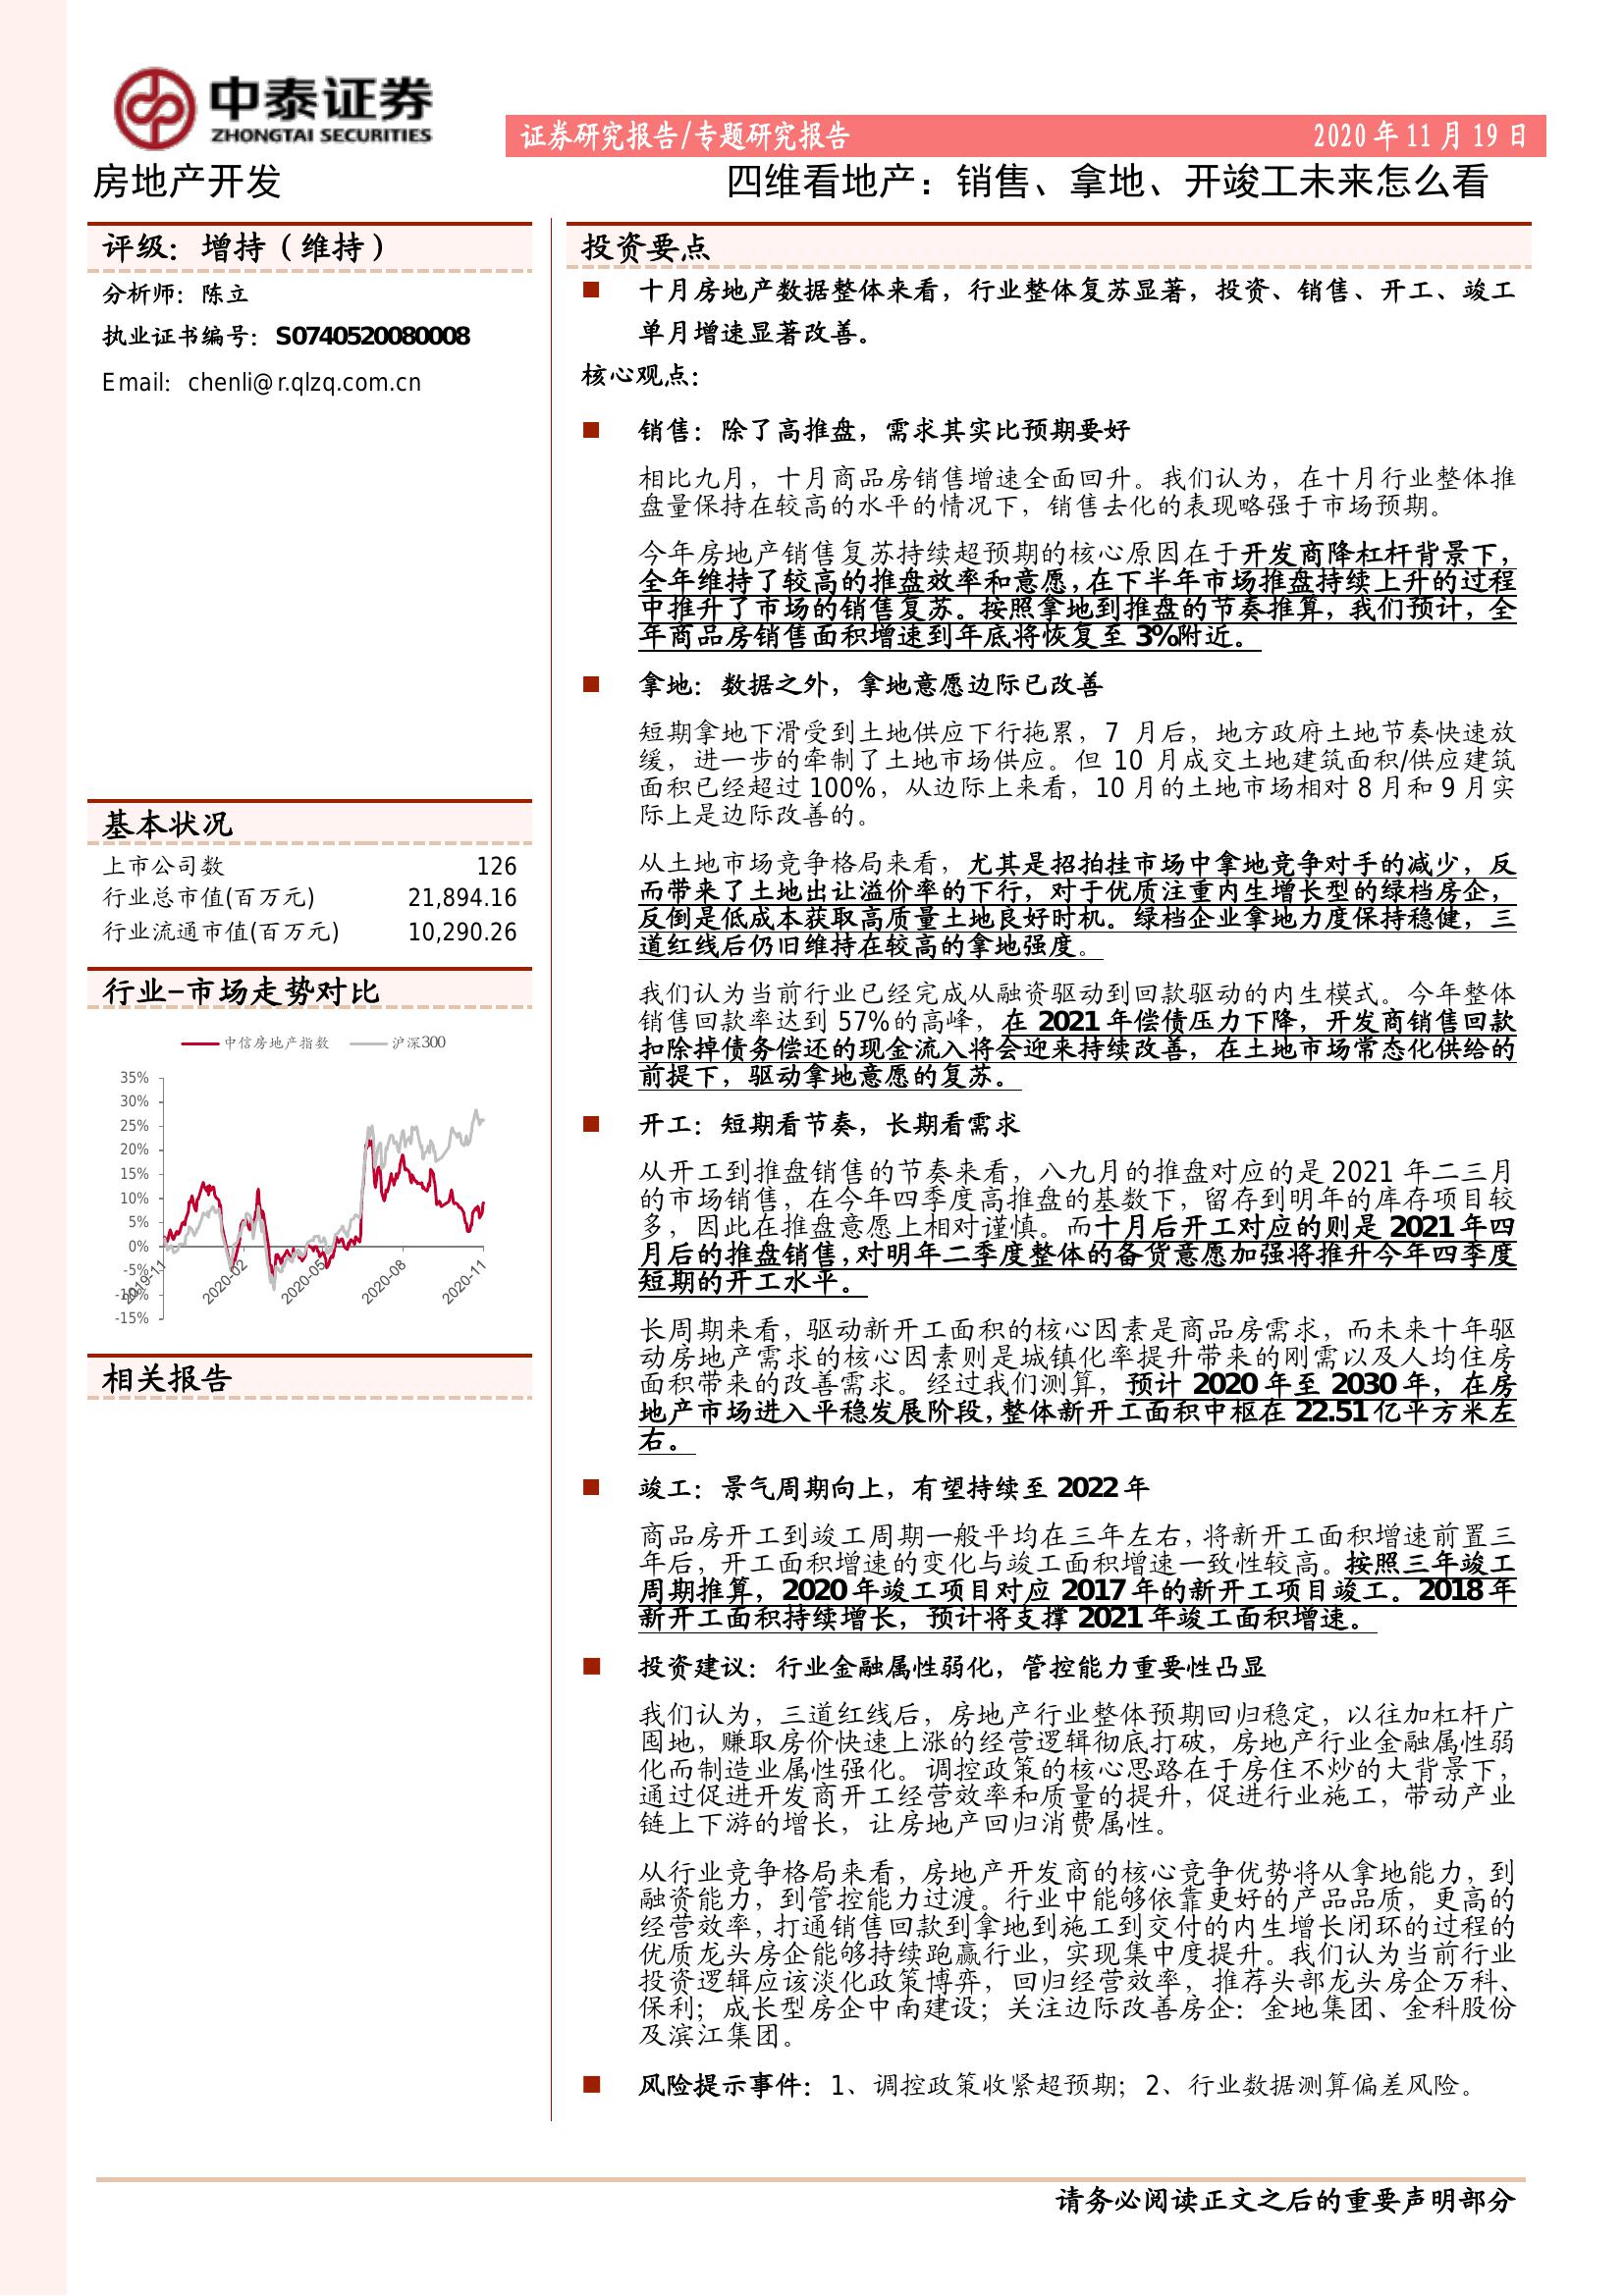 中泰证券
ZHONGTAI SECURITIES
证券研究报告/专题研究报告
2020 年 11 月 19 日
房地产开发
四维看地产：销售、拿地、开竣工未来怎么看
评级：增持（维持）
分析师：陈立
执业证书编号：S0740520080008
Email：chenli@r.qlzq.com.cn
基本状况
上市公司数 126
行业总市值(百万元) 21,894.16
行业流通市值(百万元) 10,290.26
行业-市场走势对比
中信房地产指数 沪深300
35%
30%
25%
20%
15%
10%
5%
0%
-5%
-10%
-15%
2019-11 2020-02 2020-05 2020-08 2020-11
相关报告
投资要点
■ 十月房地产数据整体来看，行业整体复苏显著，投资、销售、开工、竣工
单月增速显著改善。
核心观点：
■ 销售：除了高推盘，需求其实比预期要好
相比九月，十月商品房销售增速全面回升。我们认为，在十月行业整体推
盘量保持在较高的水平的情况下，销售去化的表现略强于市场预期。
今年房地产销售复苏持续超预期的核心原因在于开发商降杠杆背景下，
全年维持了较高的推盘效率和意愿，在下半年市场推盘持续上升的过程
中推升了市场的销售复苏。按照拿地到推盘的节奏推算，我们预计，全
年商品房销售面积增速到年底将恢复至 3%附近。
■ 拿地：数据之外，拿地意愿边际已改善
短期拿地下滑受到土地供应下行拖累，7 月后，地方政府土地节奏快速放
缓，进一步的牵制了土地市场供应。但 10 月成交土地建筑面积/供应建筑
面积已经超过 100%，从边际上来看，10 月的土地市场相对 8 月和 9 月实
际上是边际改善的。
从土地市场竞争格局来看，尤其是招拍挂市场中拿地竞争对手的减少，反
而带来了土地出让溢价率的下行，对于优质注重内生增长型的绿档房企，
反倒是低成本获取高质量土地良好时机。绿档企业拿地力度保持稳健，三
道红线后仍旧维持在较高的拿地强度。
我们认为当前行业已经完成从融资驱动到回款驱动的内生模式。今年整体
销售回款率达到 57%的高峰，在 2021 年偿债压力下降，开发商销售回款
扣除掉债务偿还的现金流入将会迎来持续改善，在土地市场常态化供给的
前提下，驱动拿地意愿的复苏。
■ 开工：短期看节奏，长期看需求
从开工到推盘销售的节奏来看，八九月的推盘对应的是 2021 年二三月
的市场销售，在今年四季度高推盘的基数下，留存到明年的库存项目较
多，因此在推盘意愿上相对谨慎。而十月后开工对应的则是 2021 年四
月后的推盘销售，对明年二季度整体的备货意愿加强将推升今年四季度
短期的开工水平。
长周期来看，驱动新开工面积的核心因素是商品房需求，而未来十年驱
动房地产需求的核心因素则是城镇化率提升带来的刚需以及人均住房
面积带来的改善需求。经过我们测算，预计 2020 年至 2030 年，在房
地产市场进入平稳发展阶段，整体新开工面积中枢在 22.51 亿平方米左
右。
■ 竣工：景气周期向上，有望持续至 2022 年
商品房开工到竣工周期一般平均在三年左右，将新开工面积增速前置三
年后，开工面积增速的变化与竣工面积增速一致性较高。按照三年竣工
周期推算，2020 年竣工项目对应 2017 年的新开工项目竣工。2018 年
新开工面积持续增长，预计将支撑 2021 年竣工面积增速。
■ 投资建议：行业金融属性弱化，管控能力重要性凸显
我们认为，三道红线后，房地产行业整体预期回归稳定，以往加杠杆广
囤地，赚取房价快速上涨的经营逻辑彻底打破，房地产行业金融属性弱
化而制造业属性强化。调控政策的核心思路在于房住不炒的大背景下，
通过促进开发商开工经营效率和质量的提升，促进行业施工，带动产业
链上下游的增长，让房地产回归消费属性。
从行业竞争格局来看，房地产开发商的核心竞争优势将从拿地能力，到
融资能力，到管控能力过渡。行业中能够依靠更好的产品品质，更高的
经营效率，打通销售回款到拿地到施工到交付的内生增长闭环的过程的
优质龙头房企能够持续跑赢行业，实现集中度提升。我们认为当前行业
投资逻辑应该淡化政策博弈，回归经营效率，推荐头部龙头房企万科、
保利；成长型房企中南建设；关注边际改善房企：金地集团、金科股份
及滨江集团。
■ 风险提示事件：1、调控政策收紧超预期；2、行业数据测算偏差风险。
请务必阅读正文之后的重要声明部分